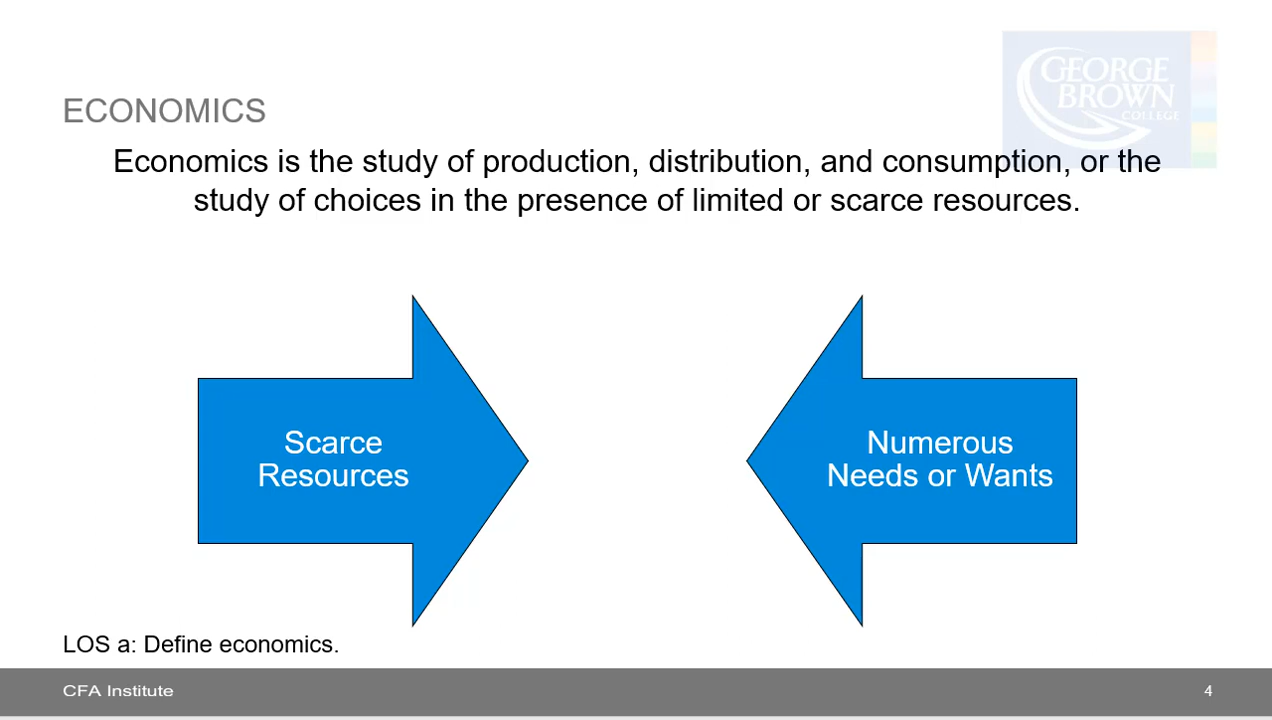 GEORGE
BROWN
COLLEGE
ECONOMICS
Economics is the study of production, distribution, and consumption, or the
study of choices in the presence of limited or scarce resources.
Scarce
Resources
Numerous
Needs or Wants
LOS a: Define economics.
CFA Institute
4